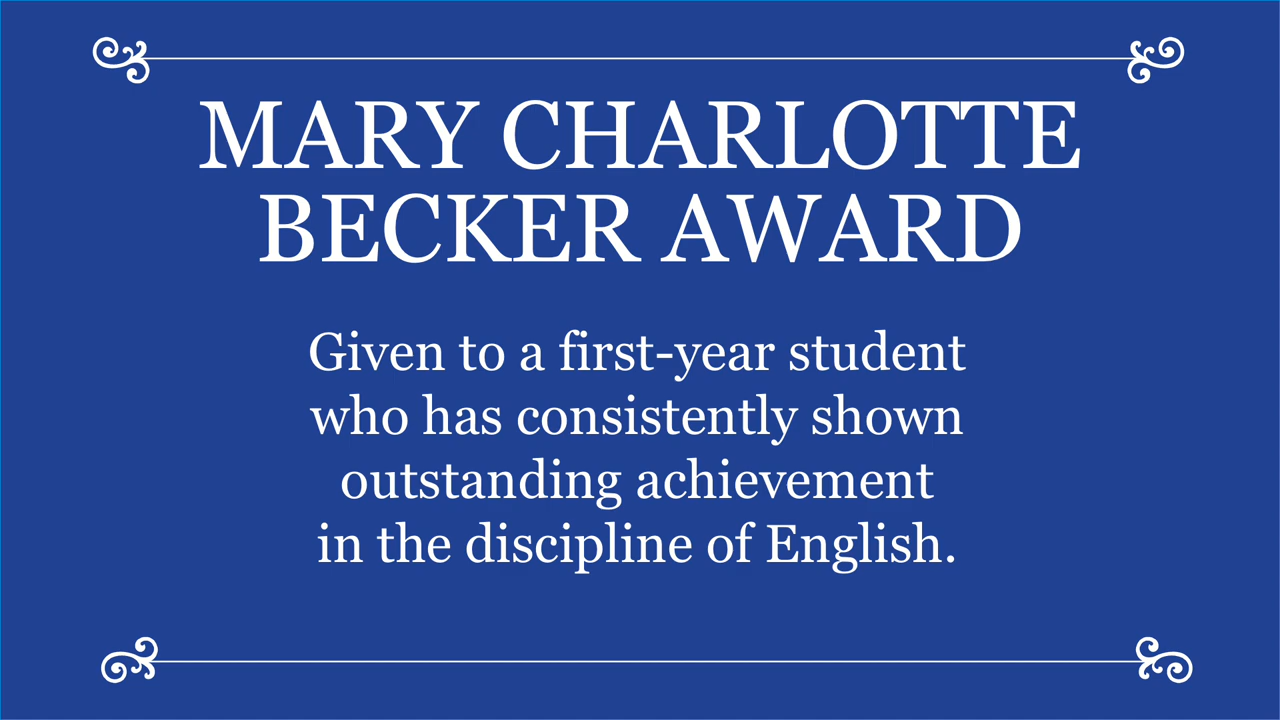 MARY CHARLOTTE
BECKER AWARD
Given to a first-year student
who has consistently shown
outstanding achievement
in the discipline of English.